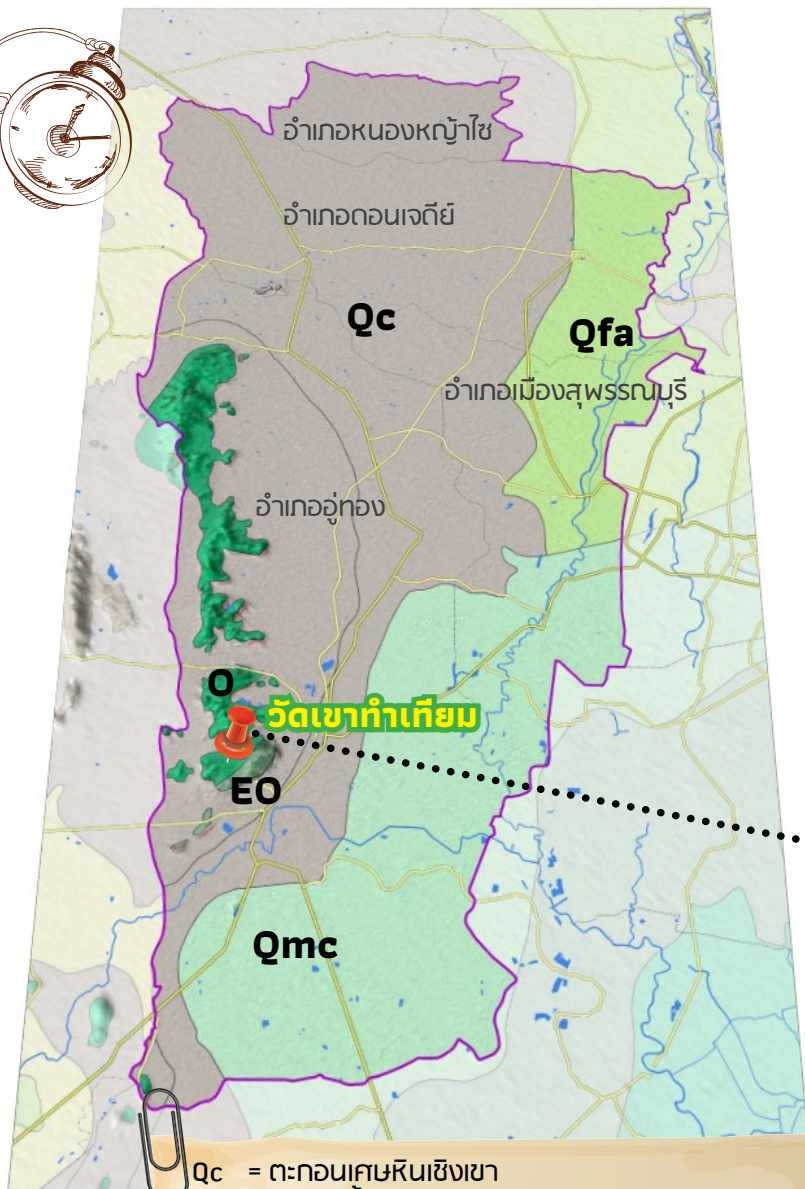 อำเภอหนองหญ้าไซ
อำเภอดอนเจดีย์
Qc
Qfa
อำเภอเมืองสุพรรณบุรี
อำเภออู่ทอง
O
วัดเขาทำเทียม
EO
Qmc
Qc = ตะกอนเศษหินเชิงเขา